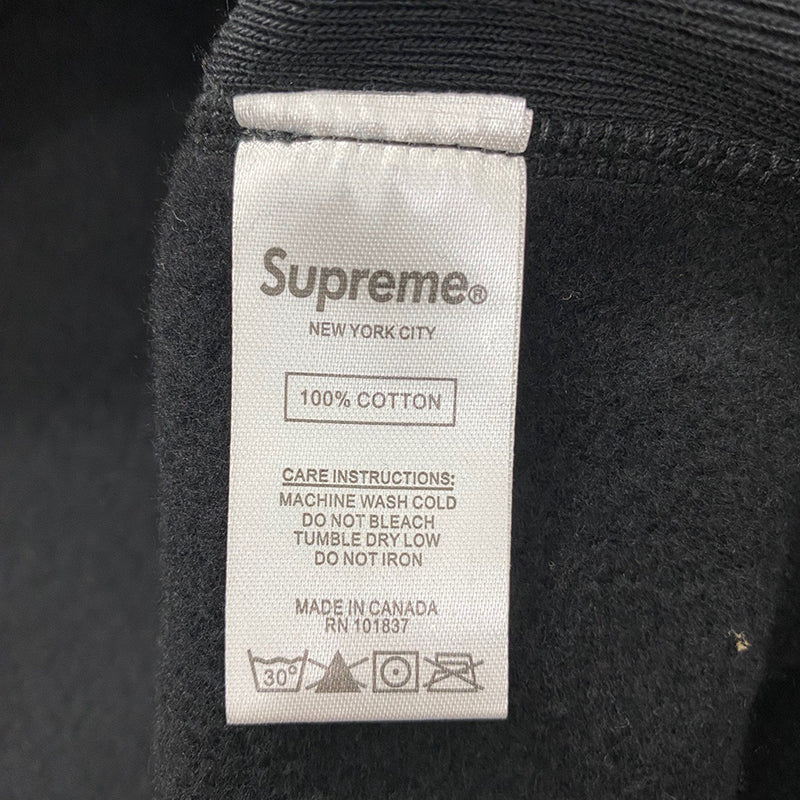 Supreme®
NEW YORK CITY
100% COTTON
CARE INSTRUCTIONS:
MACHINE WASH COLD
DO NOT BLEACH
TUMBLE DRY LOW
DO NOT IRON
MADE IN CANADA
RN 101837
30°